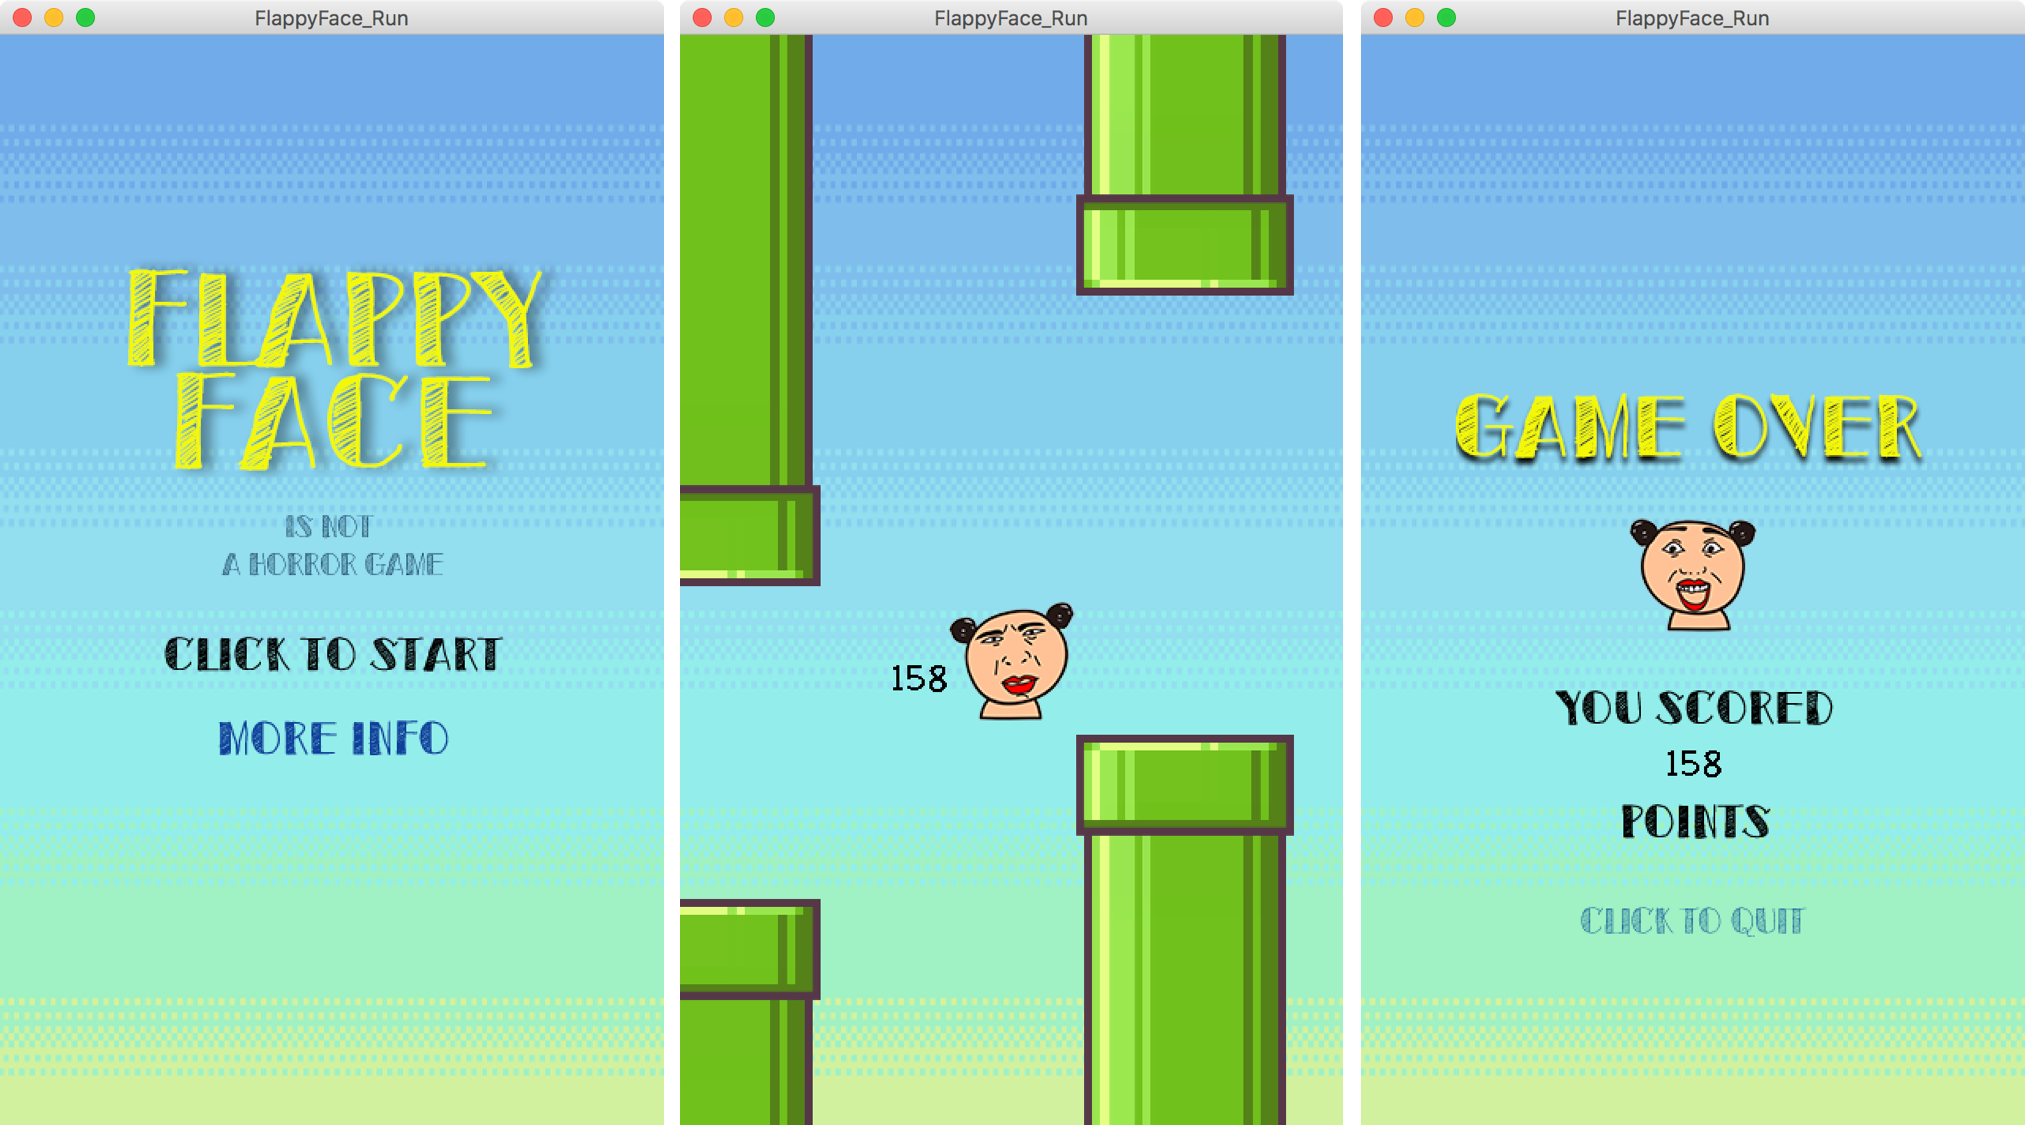 FlappyFace_Run
FLAPPY
FACE
IS NOT
A HORROR GAME
CLICK TO START
MORE INFO
FlappyFace_Run
158
FlappyFace_Run
GAME OVER
YOU SCORED
158
POINTS
CLICK TO QUIT